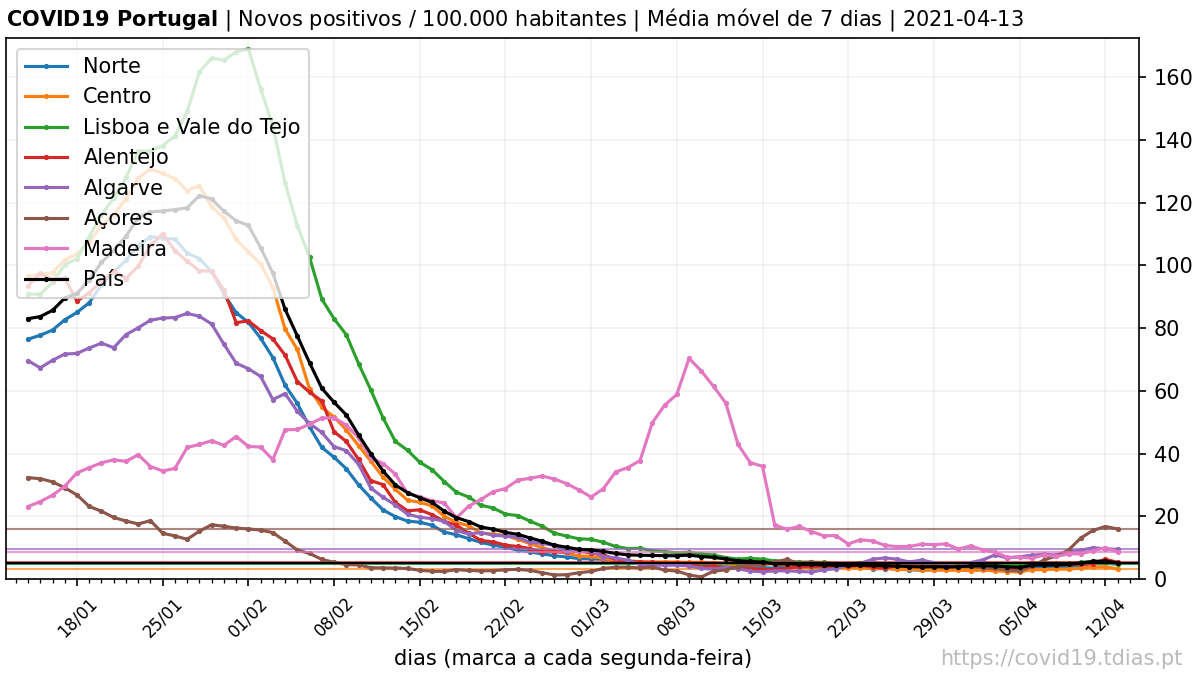 COVID19 Portugal | Novos positivos / 100.000 habitantes | Média móvel de 7 dias | 2021-04-13
Norte
Centro
Lisboa e Vale do Tejo
Alentejo
Algarve
Açores
Madeira
País
160
140
120
100
80
60
40
20
0
18/01
25/01
01/02
08/02
15/02
22/02
01/03
08/03
15/03
22/03
29/03
05/04
12/04
dias (marca a cada segunda-feira)
https://covid19.tdias.pt